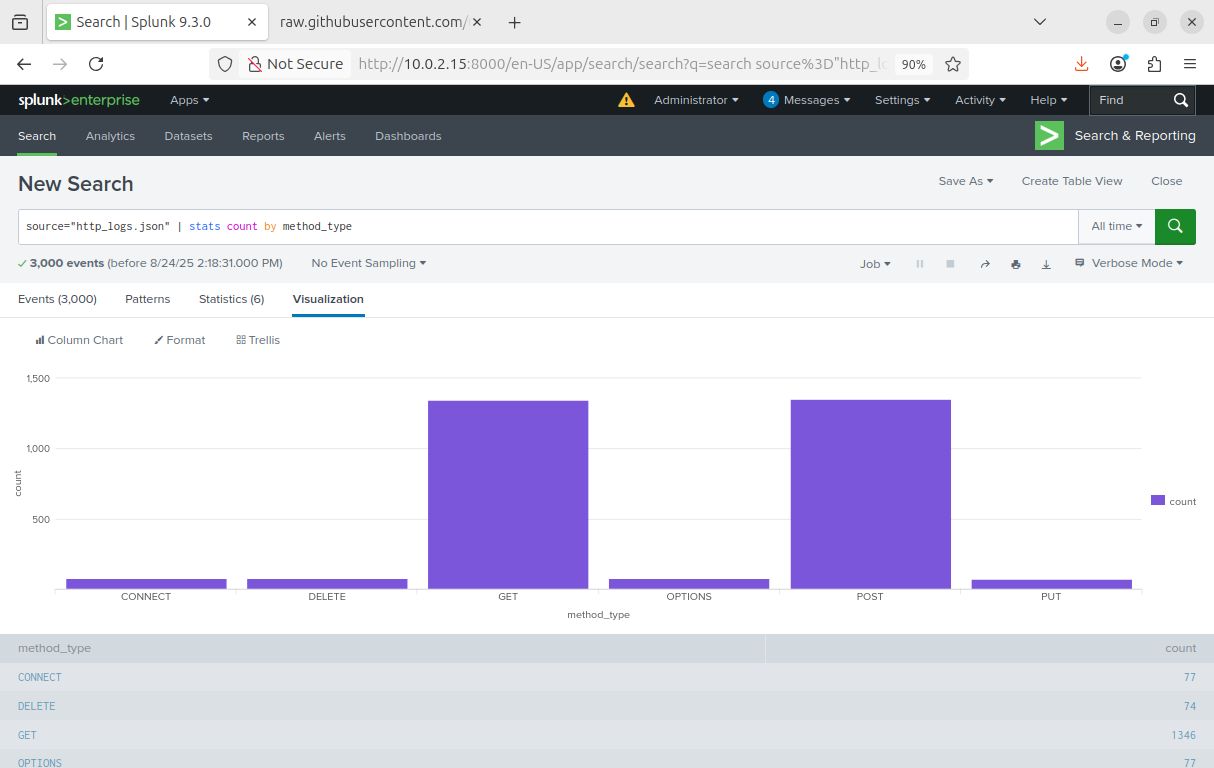 Search | Splunk 9.3.0
raw.githubusercontent.com/
Not Secure http://10.0.2.15:8000/en-US/app/search/search?q=search source%3D"http_l 90%
splunk>enterprise Apps Administrator 4 Messages Settings Activity Help Find
Search Analytics Datasets Reports Alerts Dashboards Search & Reporting
New Search Save As Create Table View Close
source="http_logs.json" | stats count by method_type All time
3,000 events (before 8/24/25 2:18:31.000 PM) No Event Sampling Job Verbose Mode
Events (3,000) Patterns Statistics (6) Visualization
Column Chart Format Trellis
1,500
1,000
500
count
count
CONNECT DELETE GET OPTIONS POST PUT
method_type
method_type count
CONNECT 77
DELETE 74
GET 1346
OPTIONS 77